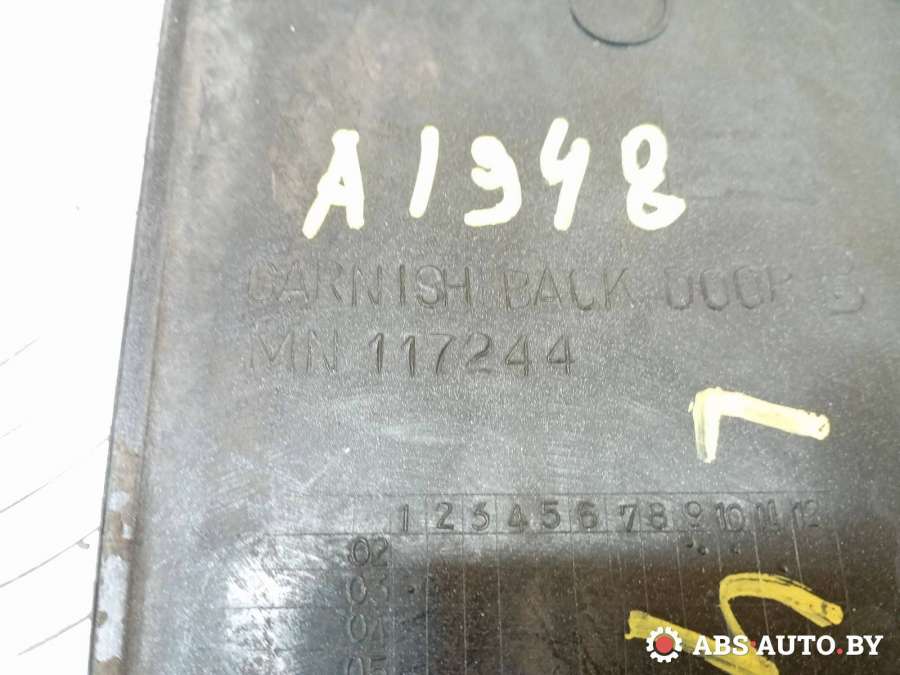 A1948
GARNISH BACK DOOR B
MN 117244
1 2 3 4 5 6 7 8 9 10 11 12
02
03
04
05
ABS-AUTO.BY